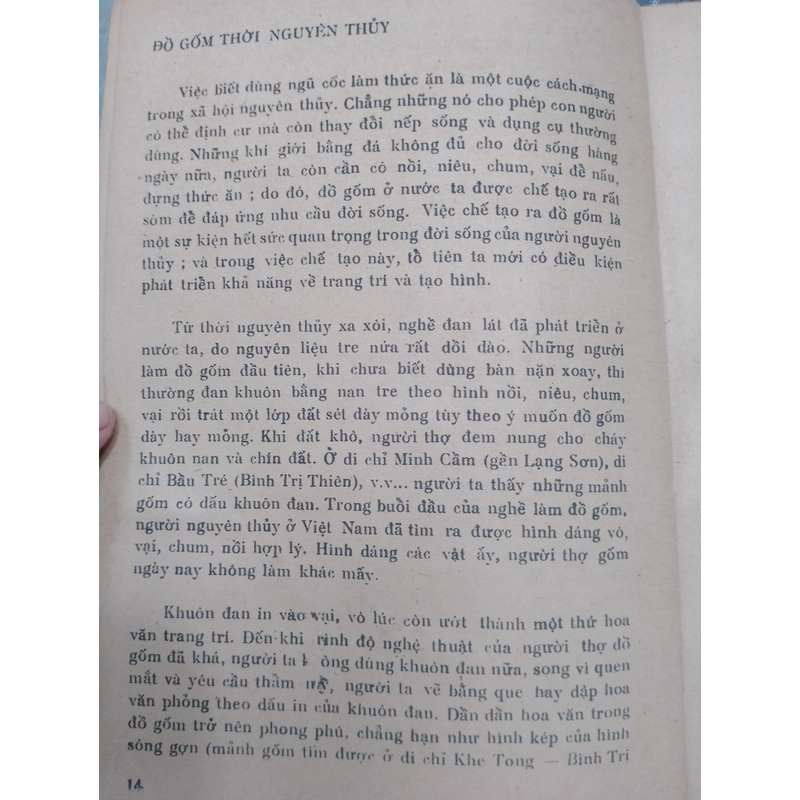 ĐỒ GỐM THỜI NGUYÊN THỦY
Việc biết dùng ngũ cốc làm thức ăn là một cuộc cách mạng
trong xã hội nguyên thủy. Chẳng những nó cho phép con người
có thể định cư mà còn thay đổi nếp sống và dụng cụ thường
dùng. Những khí giới bằng đá không đủ cho đời sống hàng
ngày nữa, người ta còn cần có nồi, niêu, chum, vại để nấu,
đựng thức ăn ; do đó, đồ gốm ở nước ta được chế tạo ra rất
sớm để đáp ứng nhu cầu đời sống. Việc chế tạo ra đồ gốm là
một sự kiện hết sức quan trọng trong đời sống của người nguyên
thủy ; và trong việc chế tạo này, tổ tiên ta mới có điều kiện
phát triển khả năng về trang trí và tạo hình.
Từ thời nguyên thủy xa xôi, nghề đan lát đã phát triển ở
nước ta, do nguyên liệu tre nứa rất dồi dào. Những người
làm đồ gốm đầu tiên, khi chưa biết dùng bàn nặn xoay, thì
thường đan khuôn bằng nan tre theo hình nồi, niêu, chum,
vại rồi trát một lớp đất sét dày mỏng tùy theo ý muốn đồ gốm
dày hay mỏng. Khi đất khô, người thợ đem nung cho cháy
khuôn nan và chín đất. Ở di chỉ Minh Cầm (gần Lạng Sơn), di
chỉ Bầu Tré (Bình Trị Thiên), v.v... người ta thấy những mảnh
gốm có dấu khuôn đan. Trong buổi đầu của nghề làm đồ gốm,
người nguyên thủy ở Việt Nam đã tìm ra được hình dáng vò,
vại, chum, nồi hợp lý. Hình dáng các vật ấy, người thợ gốm
ngày nay không làm khác mấy.
Khuôn đan in vào vại, vò lúc còn ướt thành một thứ hoa
văn trang trí. Đến khi rình độ nghệ thuật của người thợ đồ
gốm đã khá, người ta k ông dùng khuôn đan nữa, song vì quen
mắt và yêu cầu thẩm mỹ, người ta vẽ bằng que hay dập hoa
văn phỏng theo dấu in của khuôn đan. Dần dần hoa văn trong
đồ gốm trở nên phong phú, chẳng hạn như hình kép của hình
sóng gợn (mảnh gốm tìm được ở di chỉ Khe Tong — Bình Trị
14